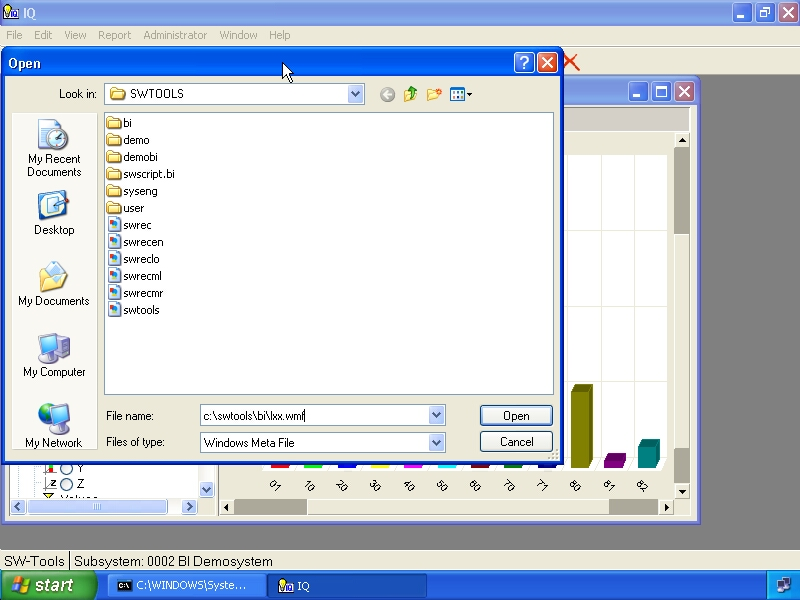 IQ
File Edit View Report Administrator Window Help
Open
Look in: SWTOOLS
My Recent Documents
Desktop
My Documents
My Computer
My Network
bi
demo
demobi
swscript.bi
syseng
user
swrec
swrecen
swreclo
swrecml
swrecmr
swtools
File name: c:\swtools\bi\lxx.wmf Open
Files of type: Windows Meta File Cancel
Y
Z
Values
01 10 20 30 40 50 60 70 71 80 81 82
SW-Tools Subsystem: 0002 BI Demosystem
start C:\WINDOWS\Syste... IQ